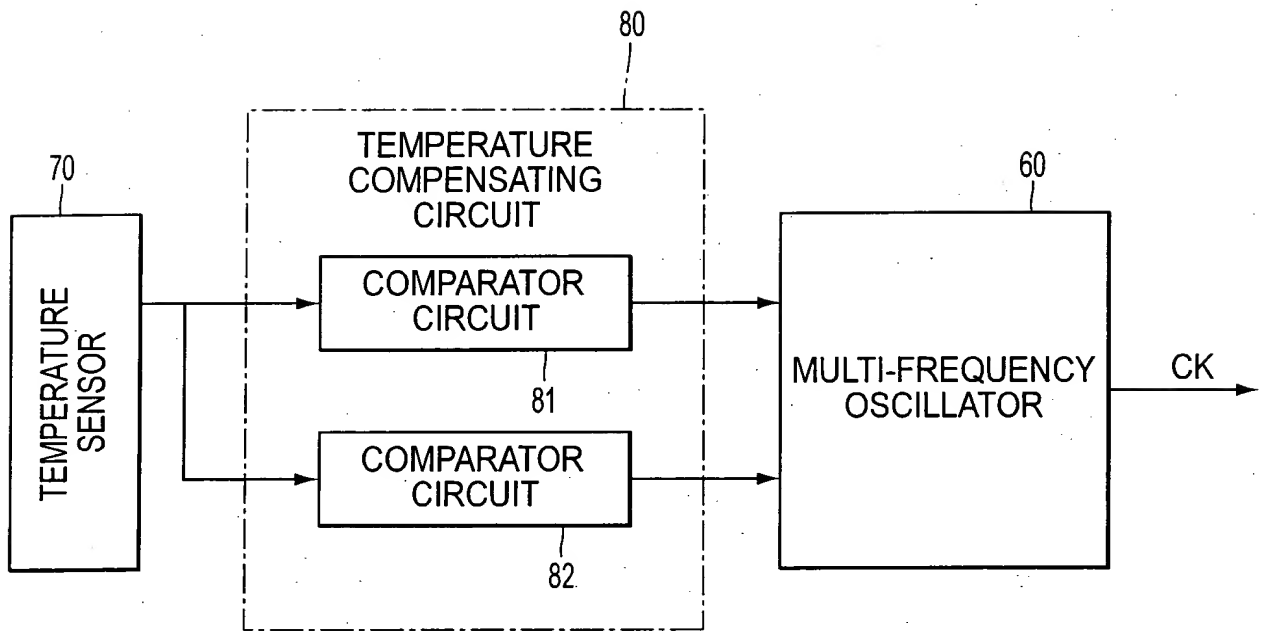 80
TEMPERATURE
COMPENSATING
CIRCUIT
70
TEMPERATURE
SENSOR
COMPARATOR
CIRCUIT
81
COMPARATOR
CIRCUIT
82
60
MULTI-FREQUENCY
OSCILLATOR
CK